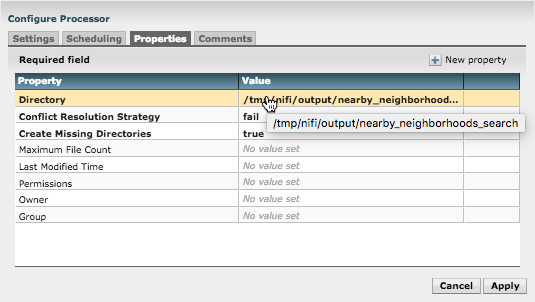 Configure Processor
Settings Scheduling Properties Comments
Required field New property
Property Value
Directory /tmp/nifi/output/nearby_neighborhood...
/tmp/nifi/output/nearby_neighborhoods_search
Conflict Resolution Strategy fail
Create Missing Directories true
Maximum File Count No value set
Last Modified Time No value set
Permissions No value set
Owner No value set
Group No value set
Cancel Apply